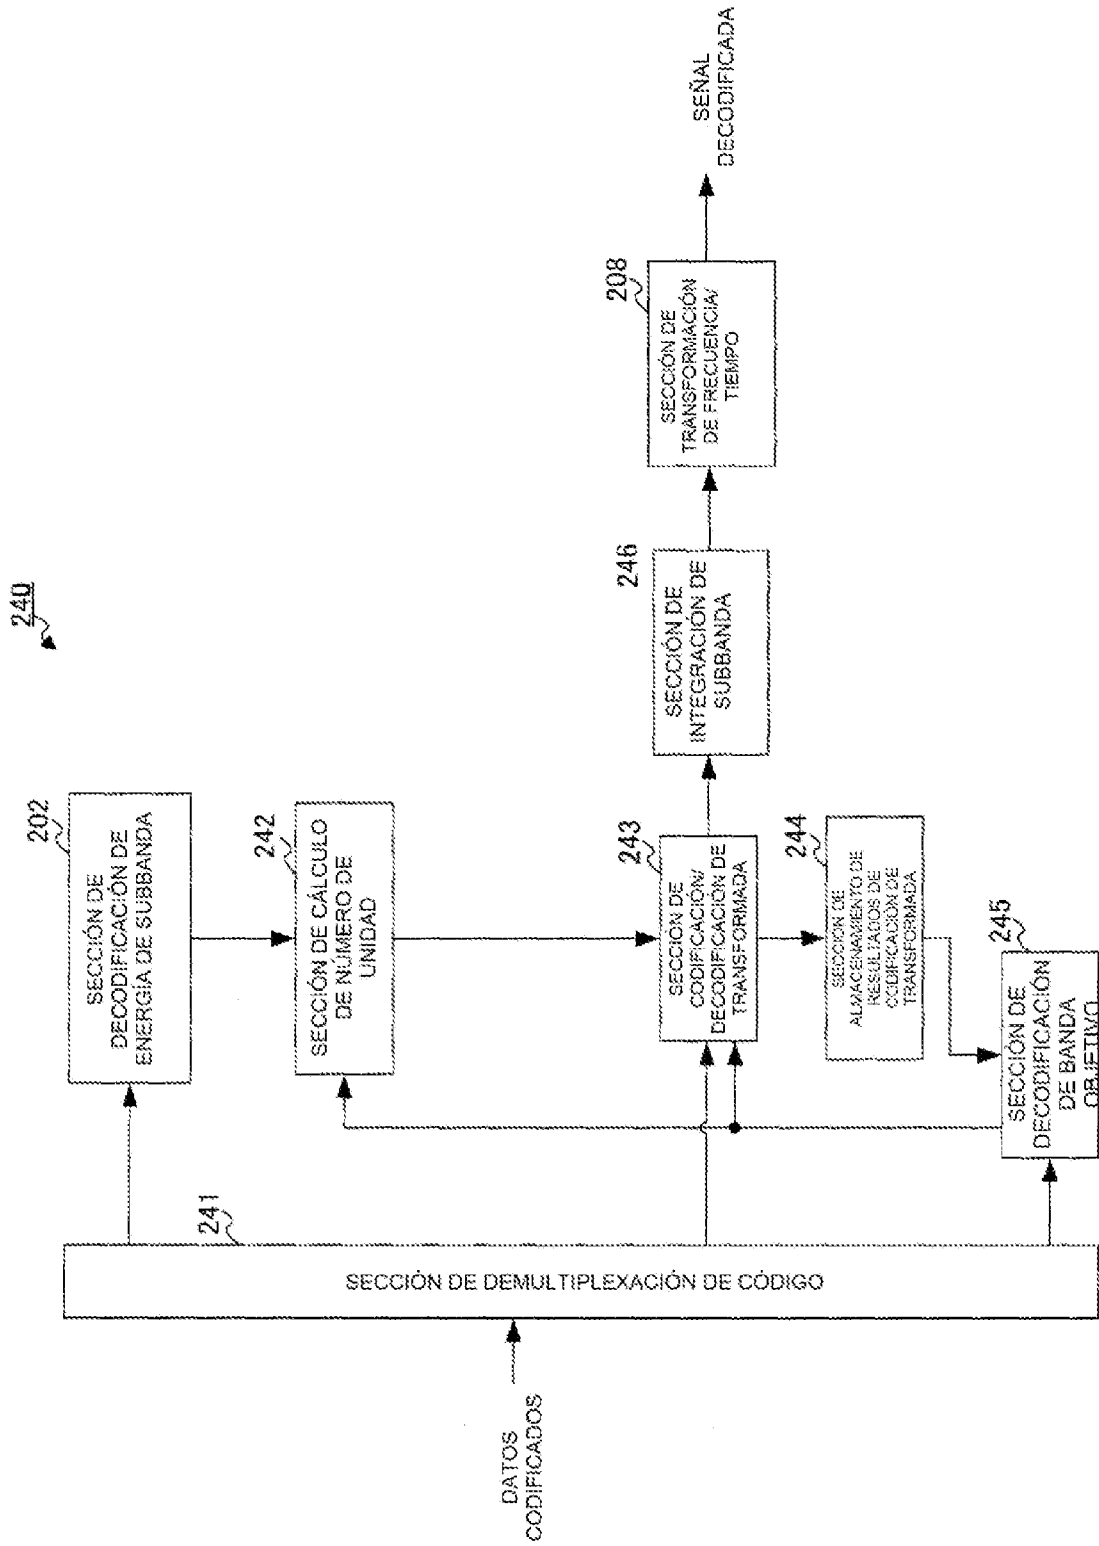 240
DATOS
CODIFICADOS
241
SECCIÓN DE DEMULTIPLEXACIÓN DE CÓDIGO
202
SECCIÓN DE
DECODIFICACIÓN DE
ENERGÍA DE SUBBANDA
242
SECCIÓN DE CÁLCULO
DE NÚMERO DE
UNIDAD
243
SECCIÓN DE
CODIFICACIÓN/
DECODIFICACIÓN DE
TRANSFORMADA
244
SECCIÓN DE
ALMACENAMIENTO DE
RESULTADOS DE
CODIFICACIÓN DE
TRANSFORMADA
245
SECCIÓN DE
DECODIFICACIÓN
DE BANDA
OBJETIVO
246
SECCIÓN DE
INTEGRACIÓN DE
SUBBANDA
208
SECCIÓN DE
TRANSFORMACIÓN
DE FRECUENCIA/
TIEMPO
SEÑAL
DECODIFICADA